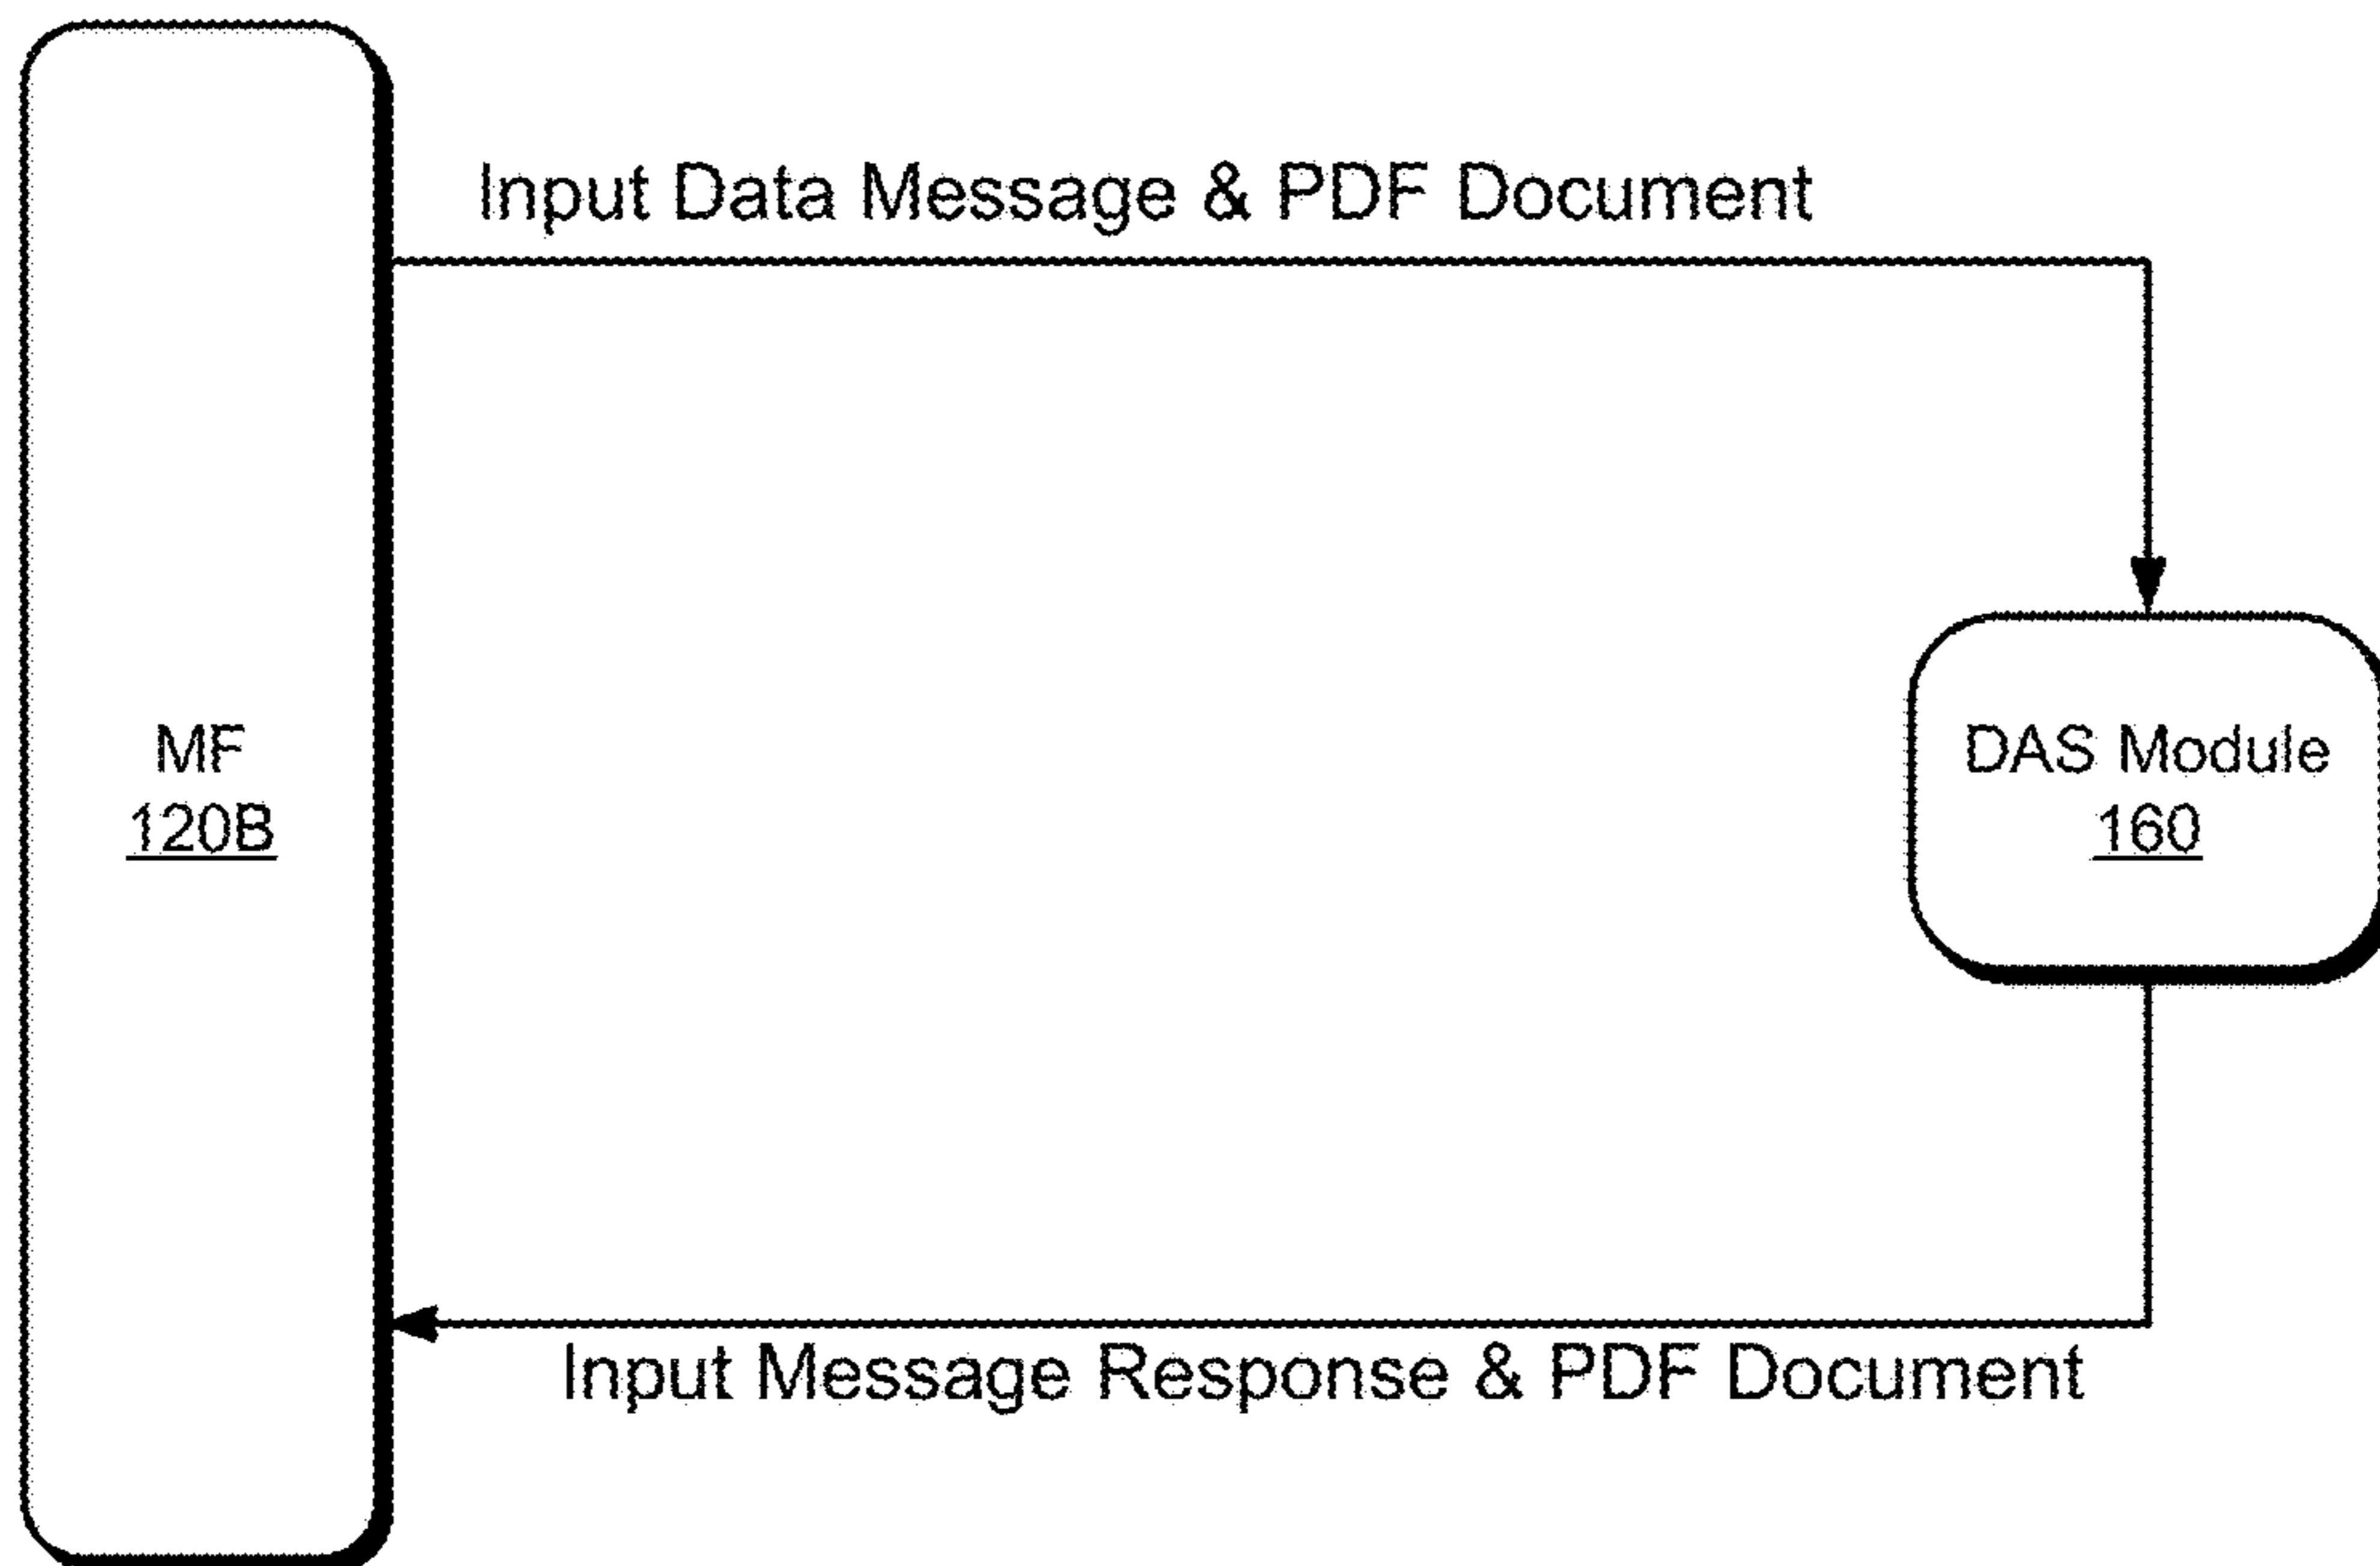 Input Data Message & PDF Document
MF
120B
DAS Module
160
Input Message Response & PDF Document